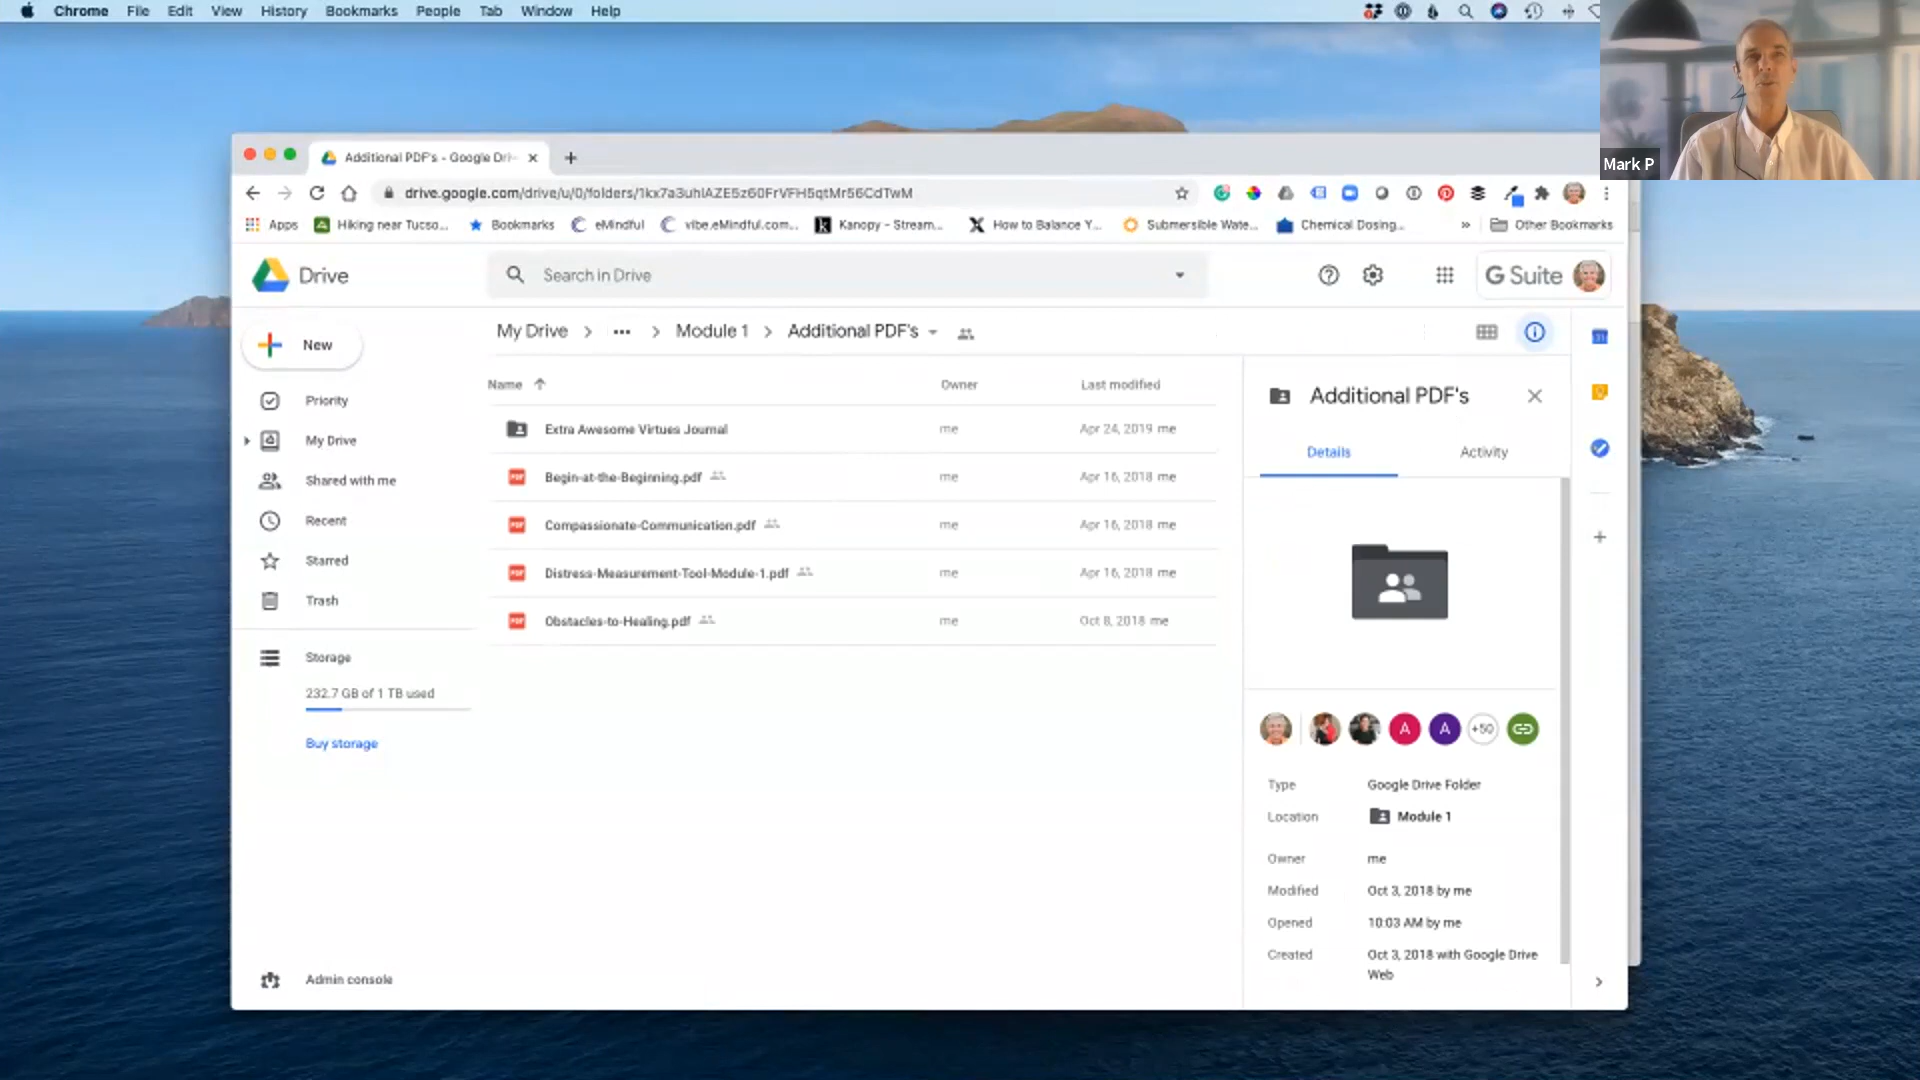 Chrome File Edit View History Bookmarks People Tab Window Help
Mark P
Additional PDF's - Google Dri
drive.google.com/drive/u/0/folders/1kx7a3uhlAZE5z60FrVFH5qtMr56CdTwM
Apps Hiking near Tucso... Bookmarks eMindful vibe.eMindful.com... Kanopy - Stream... How to Balance Y... Submersible Wate... Chemical Dosing... » Other Bookmarks
Drive Search in Drive G Suite
New
My Drive > ... > Module 1 > Additional PDF's
Priority
My Drive
Shared with me
Recent
Starred
Trash
Storage
232.7 GB of 1 TB used
Buy storage
Admin console
Name Owner Last modified
Extra Awesome Virtues Journal me Apr 24, 2019 me
Begin-at-the-Beginning.pdf me Apr 16, 2018 me
Compassionate-Communication.pdf me Apr 16, 2018 me
Distress-Measurement-Tool-Module-1.pdf me Apr 16, 2018 me
Obstacles-to-Healing.pdf me Oct 8, 2018 me
Additional PDF's
Details Activity
A A +50
Type Google Drive Folder
Location Module 1
Owner me
Modified Oct 3, 2018 by me
Opened 10:03 AM by me
Created Oct 3, 2018 with Google Drive
Web